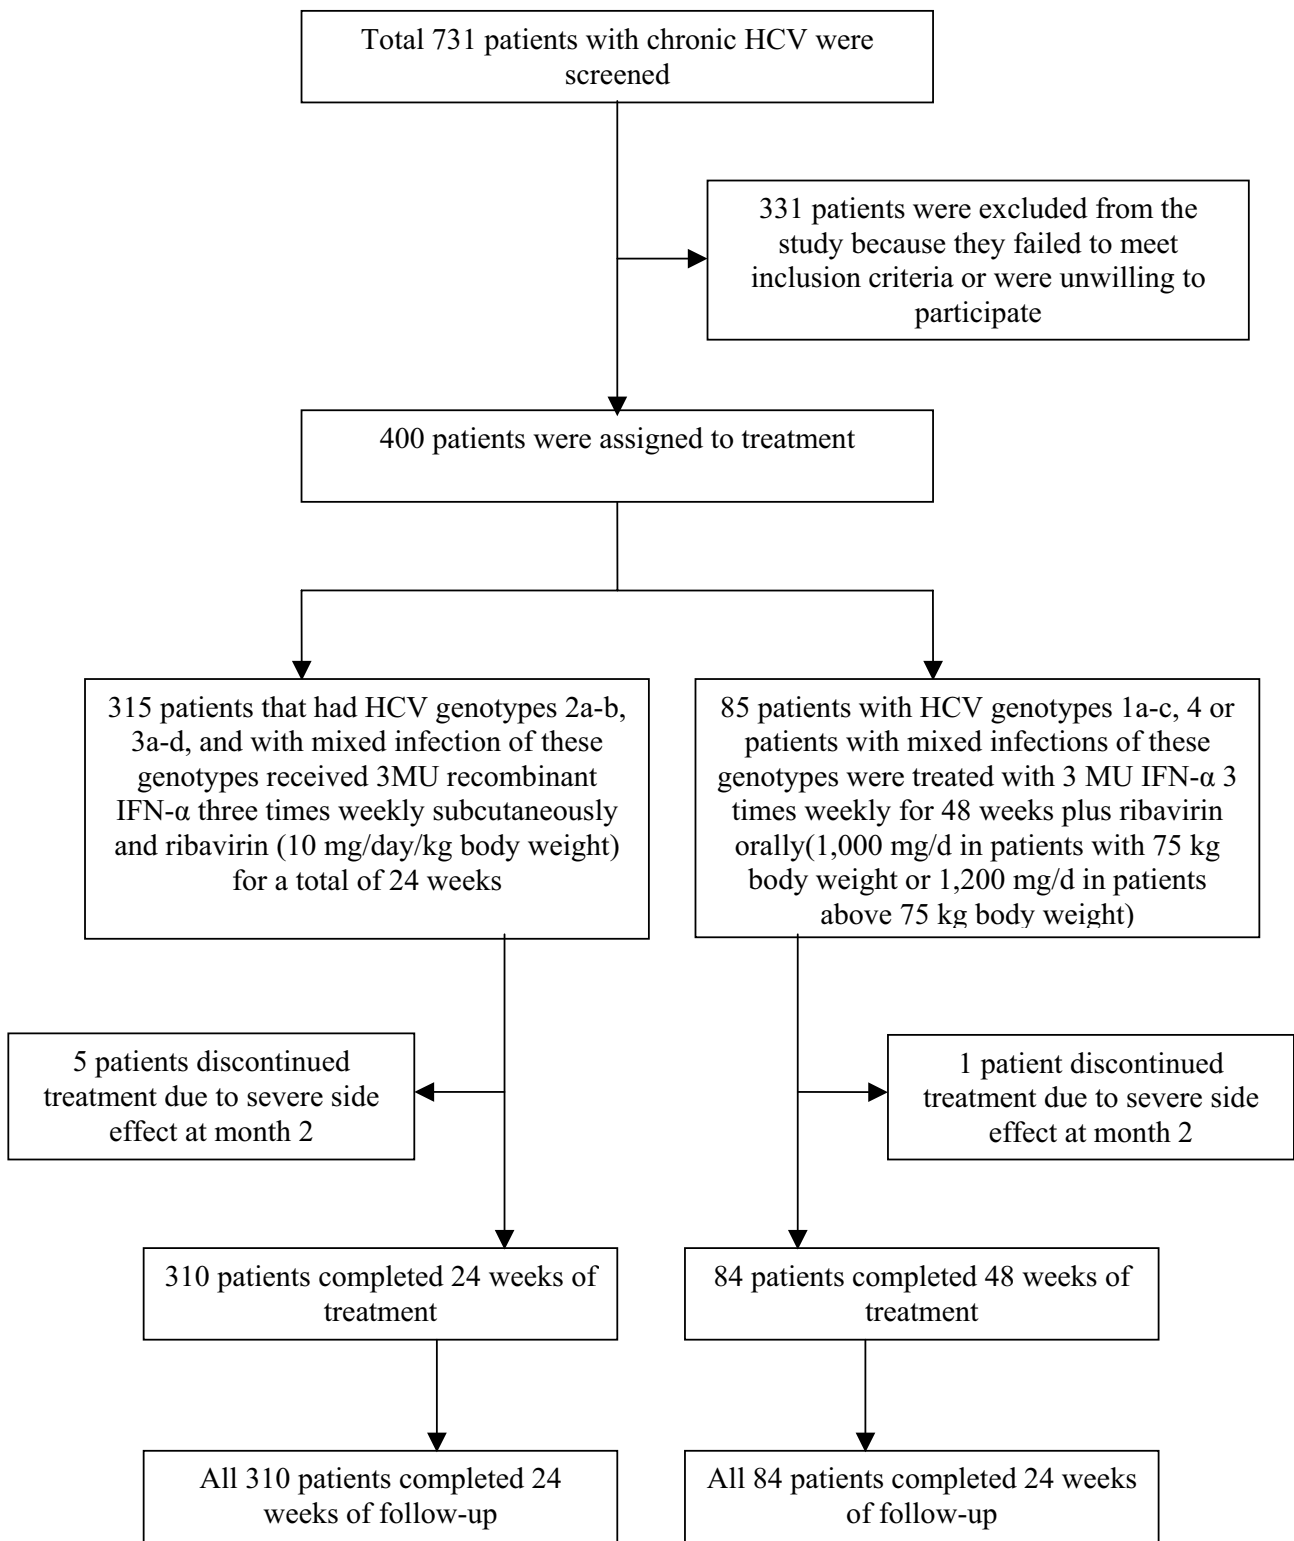 Total 731 patients with chronic HCV were
screened
331 patients were excluded from the
study because they failed to meet
inclusion criteria or were unwilling to
participate
400 patients were assigned to treatment
315 patients that had HCV genotypes 2a-b,
3a-d, and with mixed infection of these
genotypes received 3MU recombinant
IFN-α three times weekly subcutaneously
and ribavirin (10 mg/day/kg body weight)
for a total of 24 weeks
85 patients with HCV genotypes 1a-c, 4 or
patients with mixed infections of these
genotypes were treated with 3 MU IFN-α 3
times weekly for 48 weeks plus ribavirin
orally(1,000 mg/d in patients with 75 kg
body weight or 1,200 mg/d in patients
above 75 kg body weight)
5 patients discontinued
treatment due to severe side
effect at month 2
1 patient discontinued
treatment due to severe side
effect at month 2
310 patients completed 24 weeks of
treatment
84 patients completed 48 weeks of
treatment
All 310 patients completed 24
weeks of follow-up
All 84 patients completed 24 weeks
of follow-up